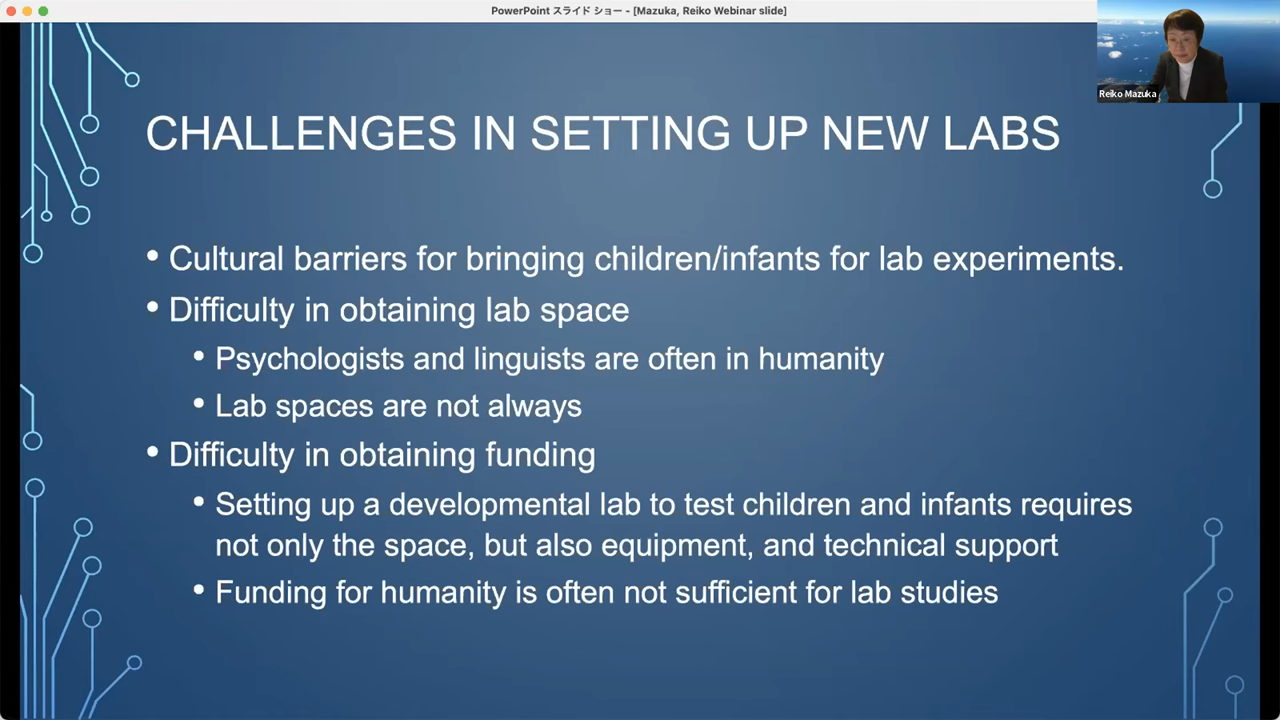 PowerPoint スライド ショー - [Mazuka, Reiko Webinar slide]
Reiko Mazuka
CHALLENGES IN SETTING UP NEW LABS
• Cultural barriers for bringing children/infants for lab experiments.
• Difficulty in obtaining lab space
• Psychologists and linguists are often in humanity
• Lab spaces are not always
• Difficulty in obtaining funding
• Setting up a developmental lab to test children and infants requires
not only the space, but also equipment, and technical support
• Funding for humanity is often not sufficient for lab studies